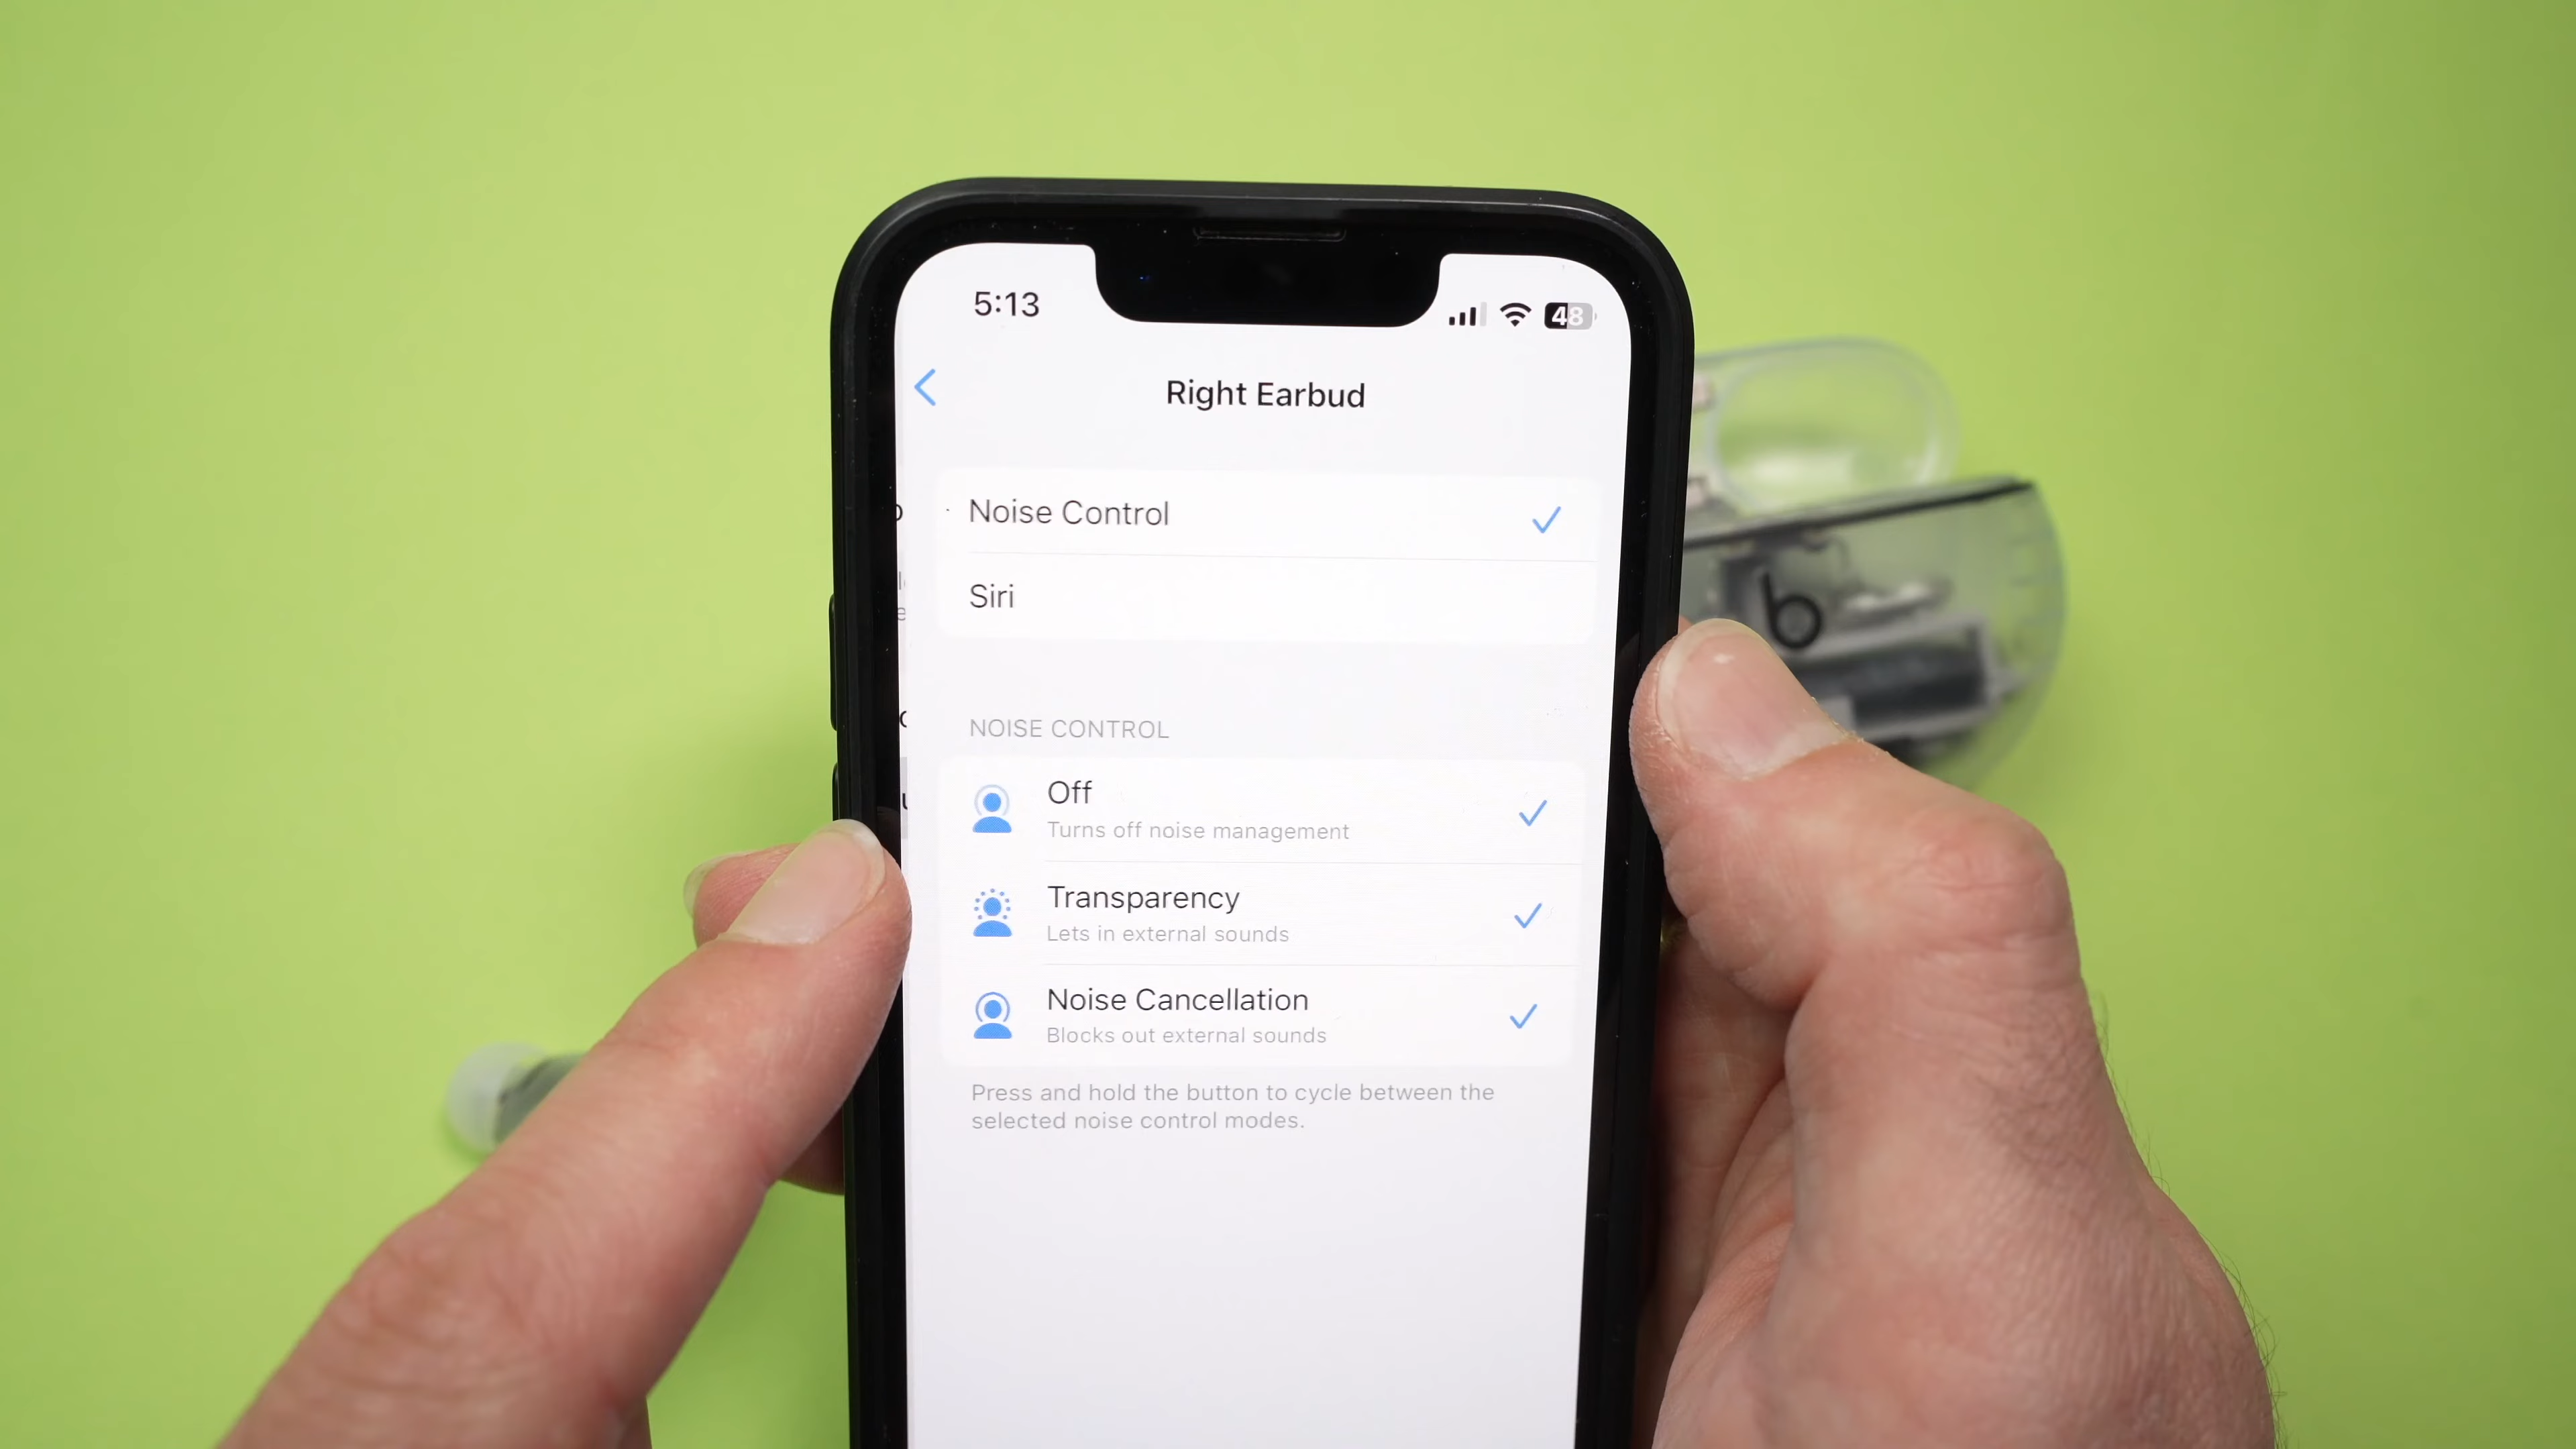 5:13
48
Right Earbud
Noise Control
Siri
NOISE CONTROL
Off
Turns off noise management
Transparency
Lets in external sounds
Noise Cancellation
Blocks out external sounds
Press and hold the button to cycle between the
selected noise control modes.
b